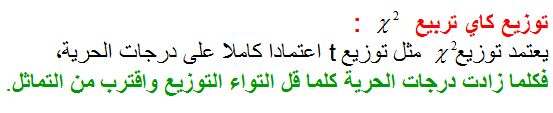 توزيع كاي تربيع χ² :
يعتمد توزيع χ² مثل توزيع t اعتمادا كاملا على درجات الحرية،
فكلما زادت درجات الحرية كلما قل التواء التوزيع واقترب من التماثل.